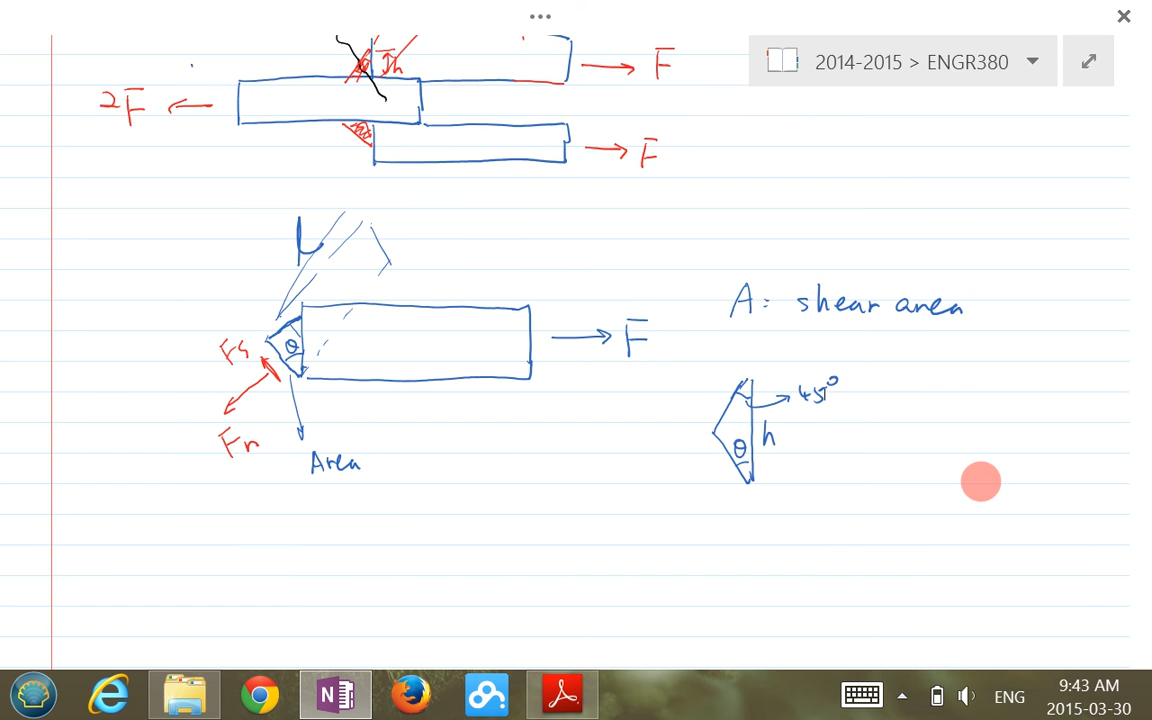 2014-2015 > ENGR380
h
F
2F
F
L
A: shear area
θ
F
Fs
45°
h
Fn
θ
Area
ENG
9:43 AM
2015-03-30